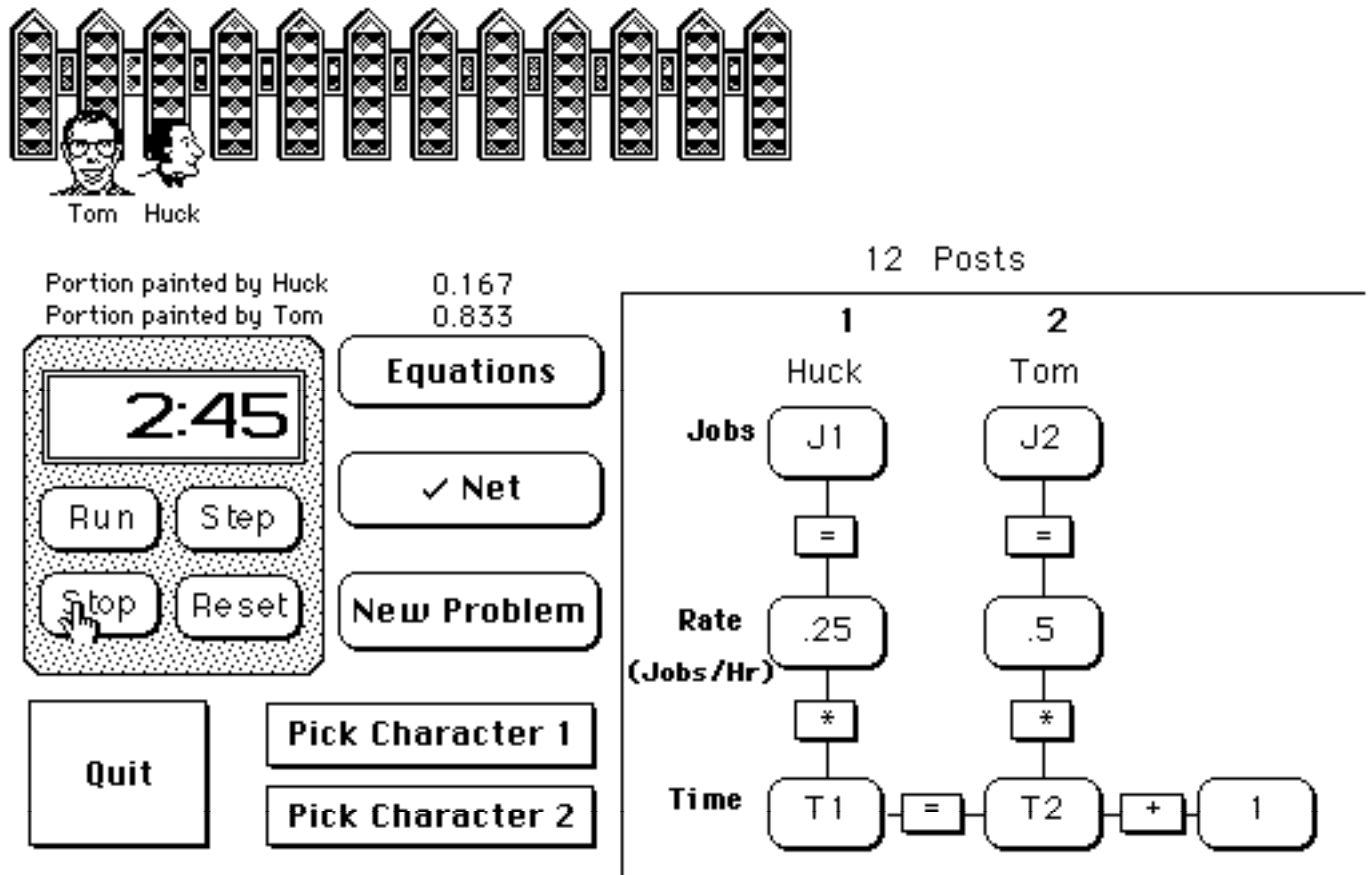 Tom Huck
12 Posts
Portion painted by Huck 0.167
Portion painted by Tom 0.833
1 2
Huck Tom
2:45
Equations
Jobs J1 J2
Run Step
✓ Net
= =
Stop Reset
New Problem
Rate .25 .5
(Jobs/Hr)
* *
Pick Character 1
Quit
Time T1 = T2 + 1
Pick Character 2